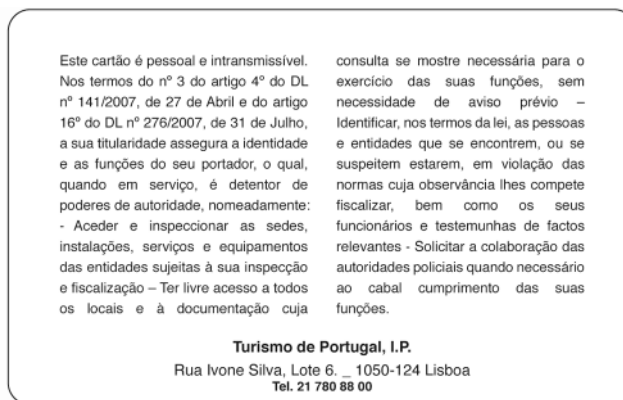 Este cartão é pessoal e intransmissível.
Nos termos do nº 3 do artigo 4º do DL
nº 141/2007, de 27 de Abril e do artigo
16º do DL nº 276/2007, de 31 de Julho,
a sua titularidade assegura a identidade
e as funções do seu portador, o qual,
quando em serviço, é detentor de
poderes de autoridade, nomeadamente:
- Aceder e inspeccionar as sedes,
instalações, serviços e equipamentos
das entidades sujeitas à sua inspecção
e fiscalização – Ter livre acesso a todos
os locais e à documentação cuja
consulta se mostre necessária para o
exercício das suas funções, sem
necessidade de aviso prévio –
Identificar, nos termos da lei, as pessoas
e entidades que se encontrem, ou se
suspeitem estarem, em violação das
normas cuja observância lhes compete
fiscalizar, bem como os seus
funcionários e testemunhas de factos
relevantes - Solicitar a colaboração das
autoridades policiais quando necessário
ao cabal cumprimento das suas
funções.
Turismo de Portugal, I.P.
Rua Ivone Silva, Lote 6. _ 1050-124 Lisboa
Tel. 21 780 88 00